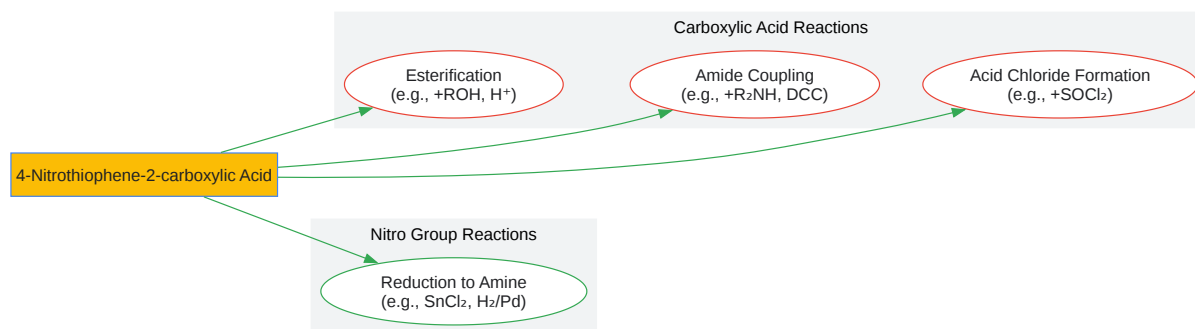 Carboxylic Acid Reactions
Esterification
(e.g., +ROH, H⁺)
Amide Coupling
(e.g., +R₂NH, DCC)
Acid Chloride Formation
(e.g., +SOCl₂)
4-Nitrothiophene-2-carboxylic Acid
Nitro Group Reactions
Reduction to Amine
(e.g., SnCl₂, H₂/Pd)